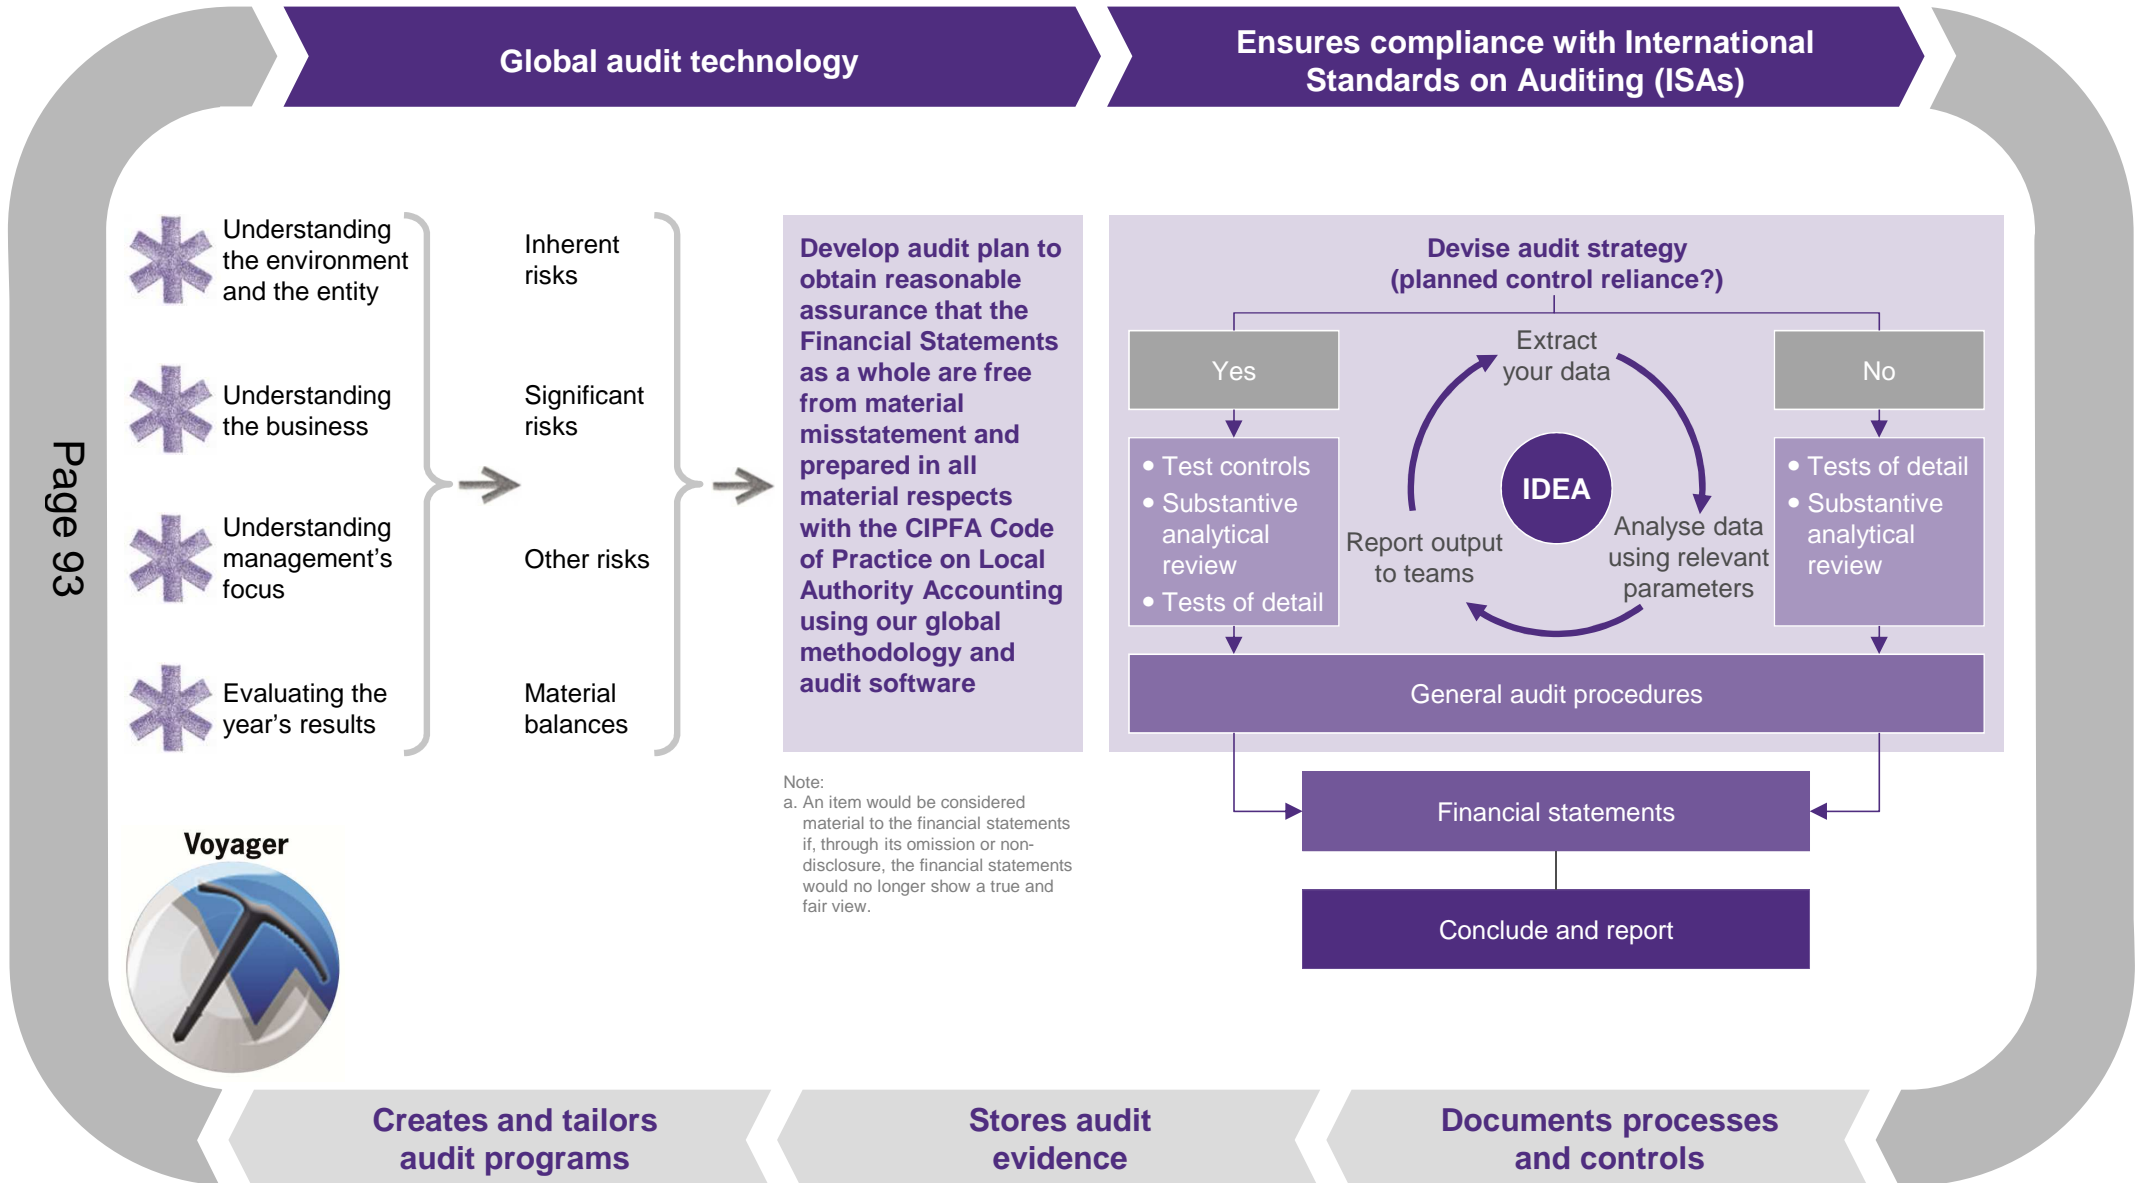 Global audit technology
Ensures compliance with International
Standards on Auditing (ISAs)
Page 93
Understanding
the environment
and the entity
Understanding
the business
Understanding
management’s
focus
Evaluating the
year’s results
Inherent
risks
Significant
risks
Other risks
Material
balances
Develop audit plan to
obtain reasonable
assurance that the
Financial Statements
as a whole are free
from material
misstatement and
prepared in all
material respects
with the CIPFA Code
of Practice on Local
Authority Accounting
using our global
methodology and
audit software
Note:
a. An item would be considered
material to the financial statements
if, through its omission or non-
disclosure, the financial statements
would no longer show a true and
fair view.
Devise audit strategy
(planned control reliance?)
Yes
• Test controls
• Substantive
analytical
review
• Tests of detail
Extract
your data
IDEA
Analyse data
using relevant
parameters
Report output
to teams
No
• Tests of detail
• Substantive
analytical
review
General audit procedures
Financial statements
Conclude and report
Voyager
Creates and tailors
audit programs
Stores audit
evidence
Documents processes
and controls